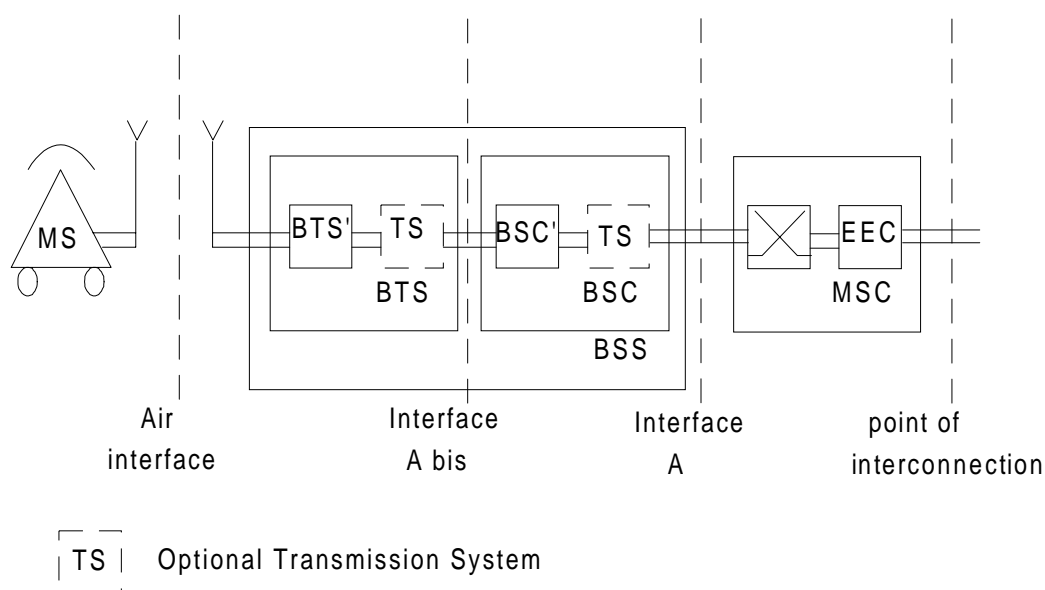 MS
BTS'
TS
BSC'
TS
EEC
BTS
BSC
MSC
BSS
Air
interface
Interface
A bis
Interface
A
point of
interconnection
TS
Optional Transmission System